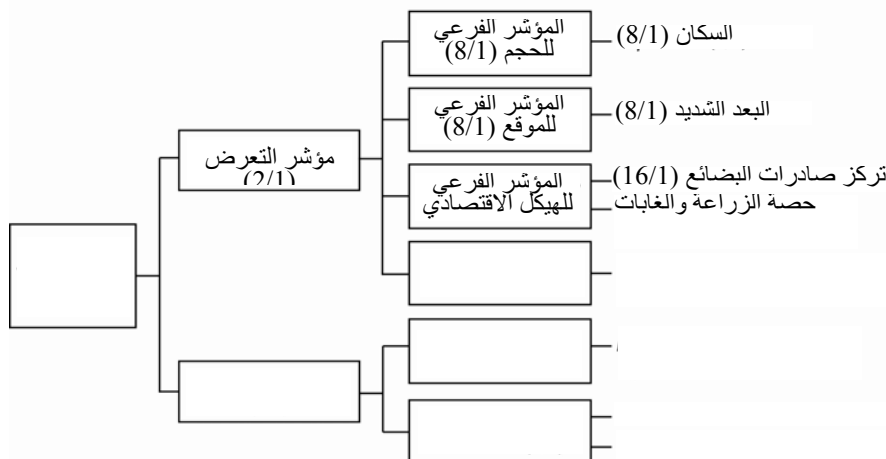 المؤشر الفرعي
للحجم (8/1)
السكان (8/1)
المؤشر الفرعي
للموقع (8/1)
البعد الشديد (8/1)
مؤشر التعرض
(2/1)
المؤشر الفرعي
للهيكل الاقتصادي
تركز صادرات البضائع (16/1)
حصة الزراعة والغابات